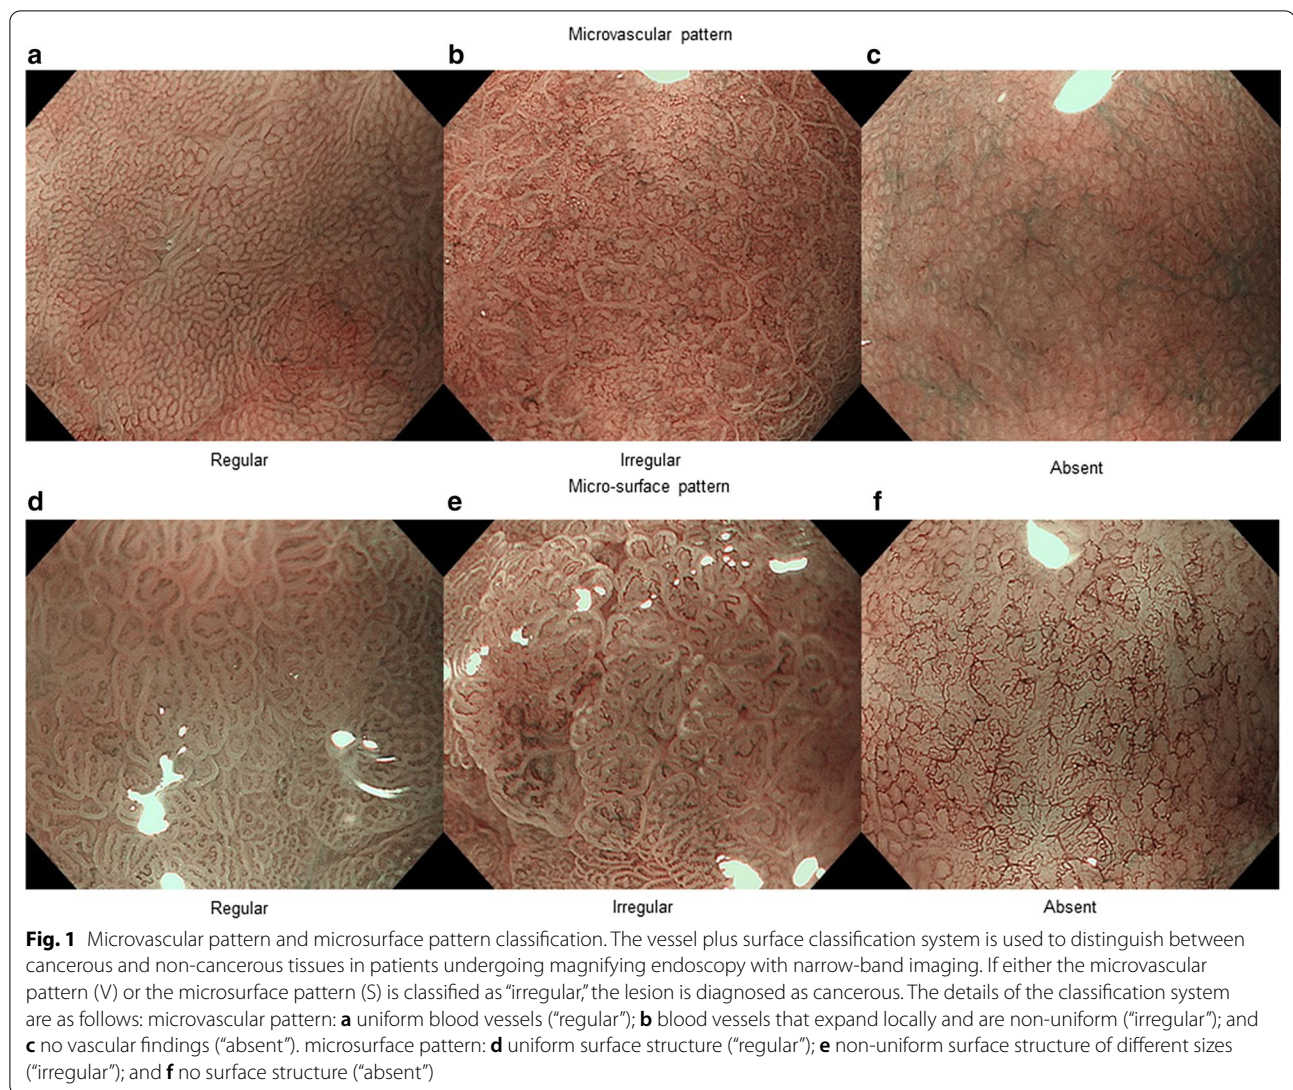 Microvascular pattern
a b c
Regular Irregular Absent
Micro-surface pattern
d e f
Regular Irregular Absent
Fig. 1 Microvascular pattern and microsurface pattern classification. The vessel plus surface classification system is used to distinguish between
cancerous and non-cancerous tissues in patients undergoing magnifying endoscopy with narrow-band imaging. If either the microvascular
pattern (V) or the microsurface pattern (S) is classified as “irregular,” the lesion is diagnosed as cancerous. The details of the classification system
are as follows: microvascular pattern: a uniform blood vessels (“regular”); b blood vessels that expand locally and are non-uniform (“irregular”); and
c no vascular findings (“absent”). microsurface pattern: d uniform surface structure (“regular”); e non-uniform surface structure of different sizes
(“irregular”); and f no surface structure (“absent”)